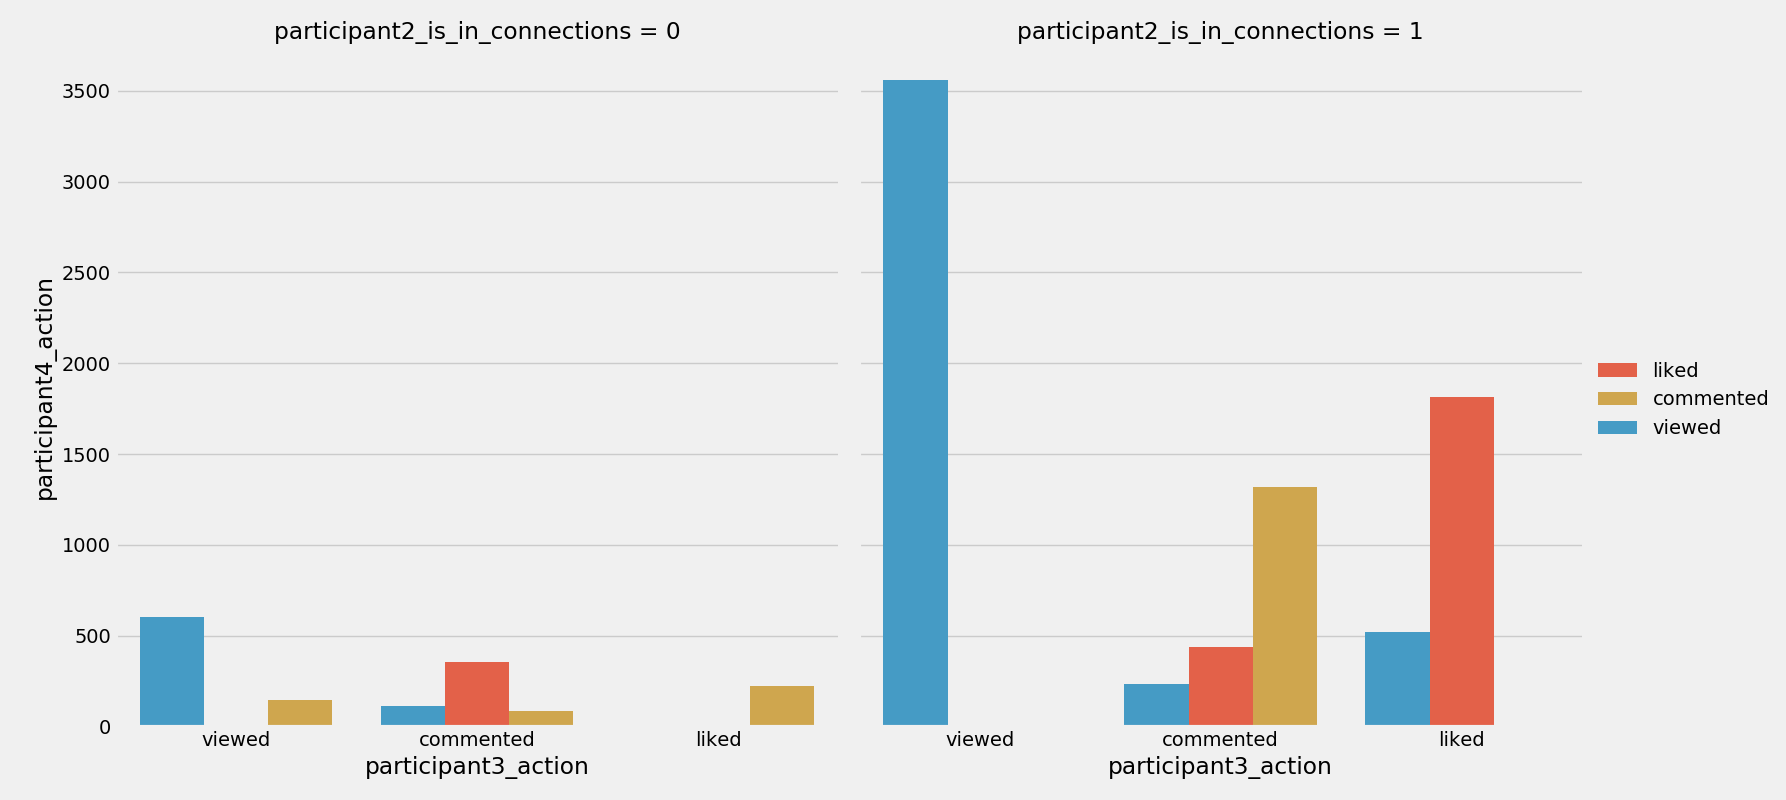 participant2_is_in_connections = 0
participant2_is_in_connections = 1
participant4_action
3500
3000
2500
2000
1500
1000
500
0
viewed
commented
liked
participant3_action
viewed
commented
liked
participant3_action
liked
commented
viewed